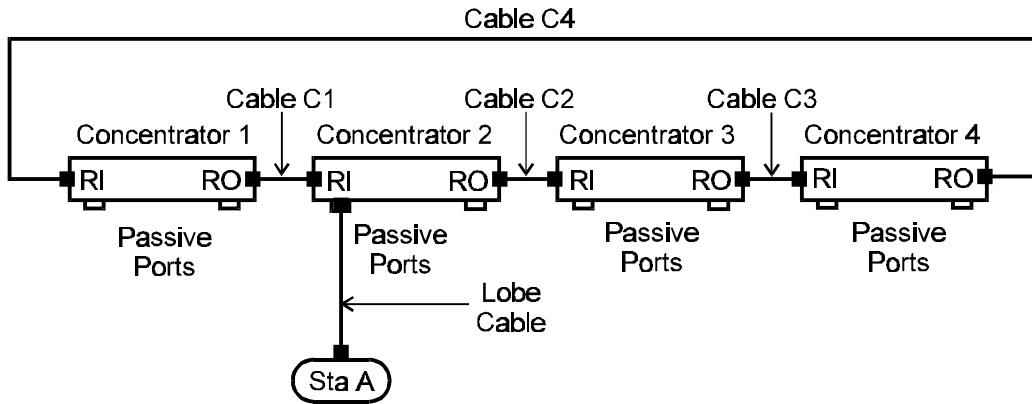 Cable C4
Cable C1
Cable C2
Cable C3
Concentrator 1
Concentrator 2
Concentrator 3
Concentrator 4
RI
RO
RI
RO
RI
RO
RI
RO
Passive
Ports
Passive
Ports
Passive
Ports
Passive
Ports
Lobe
Cable
Sta A